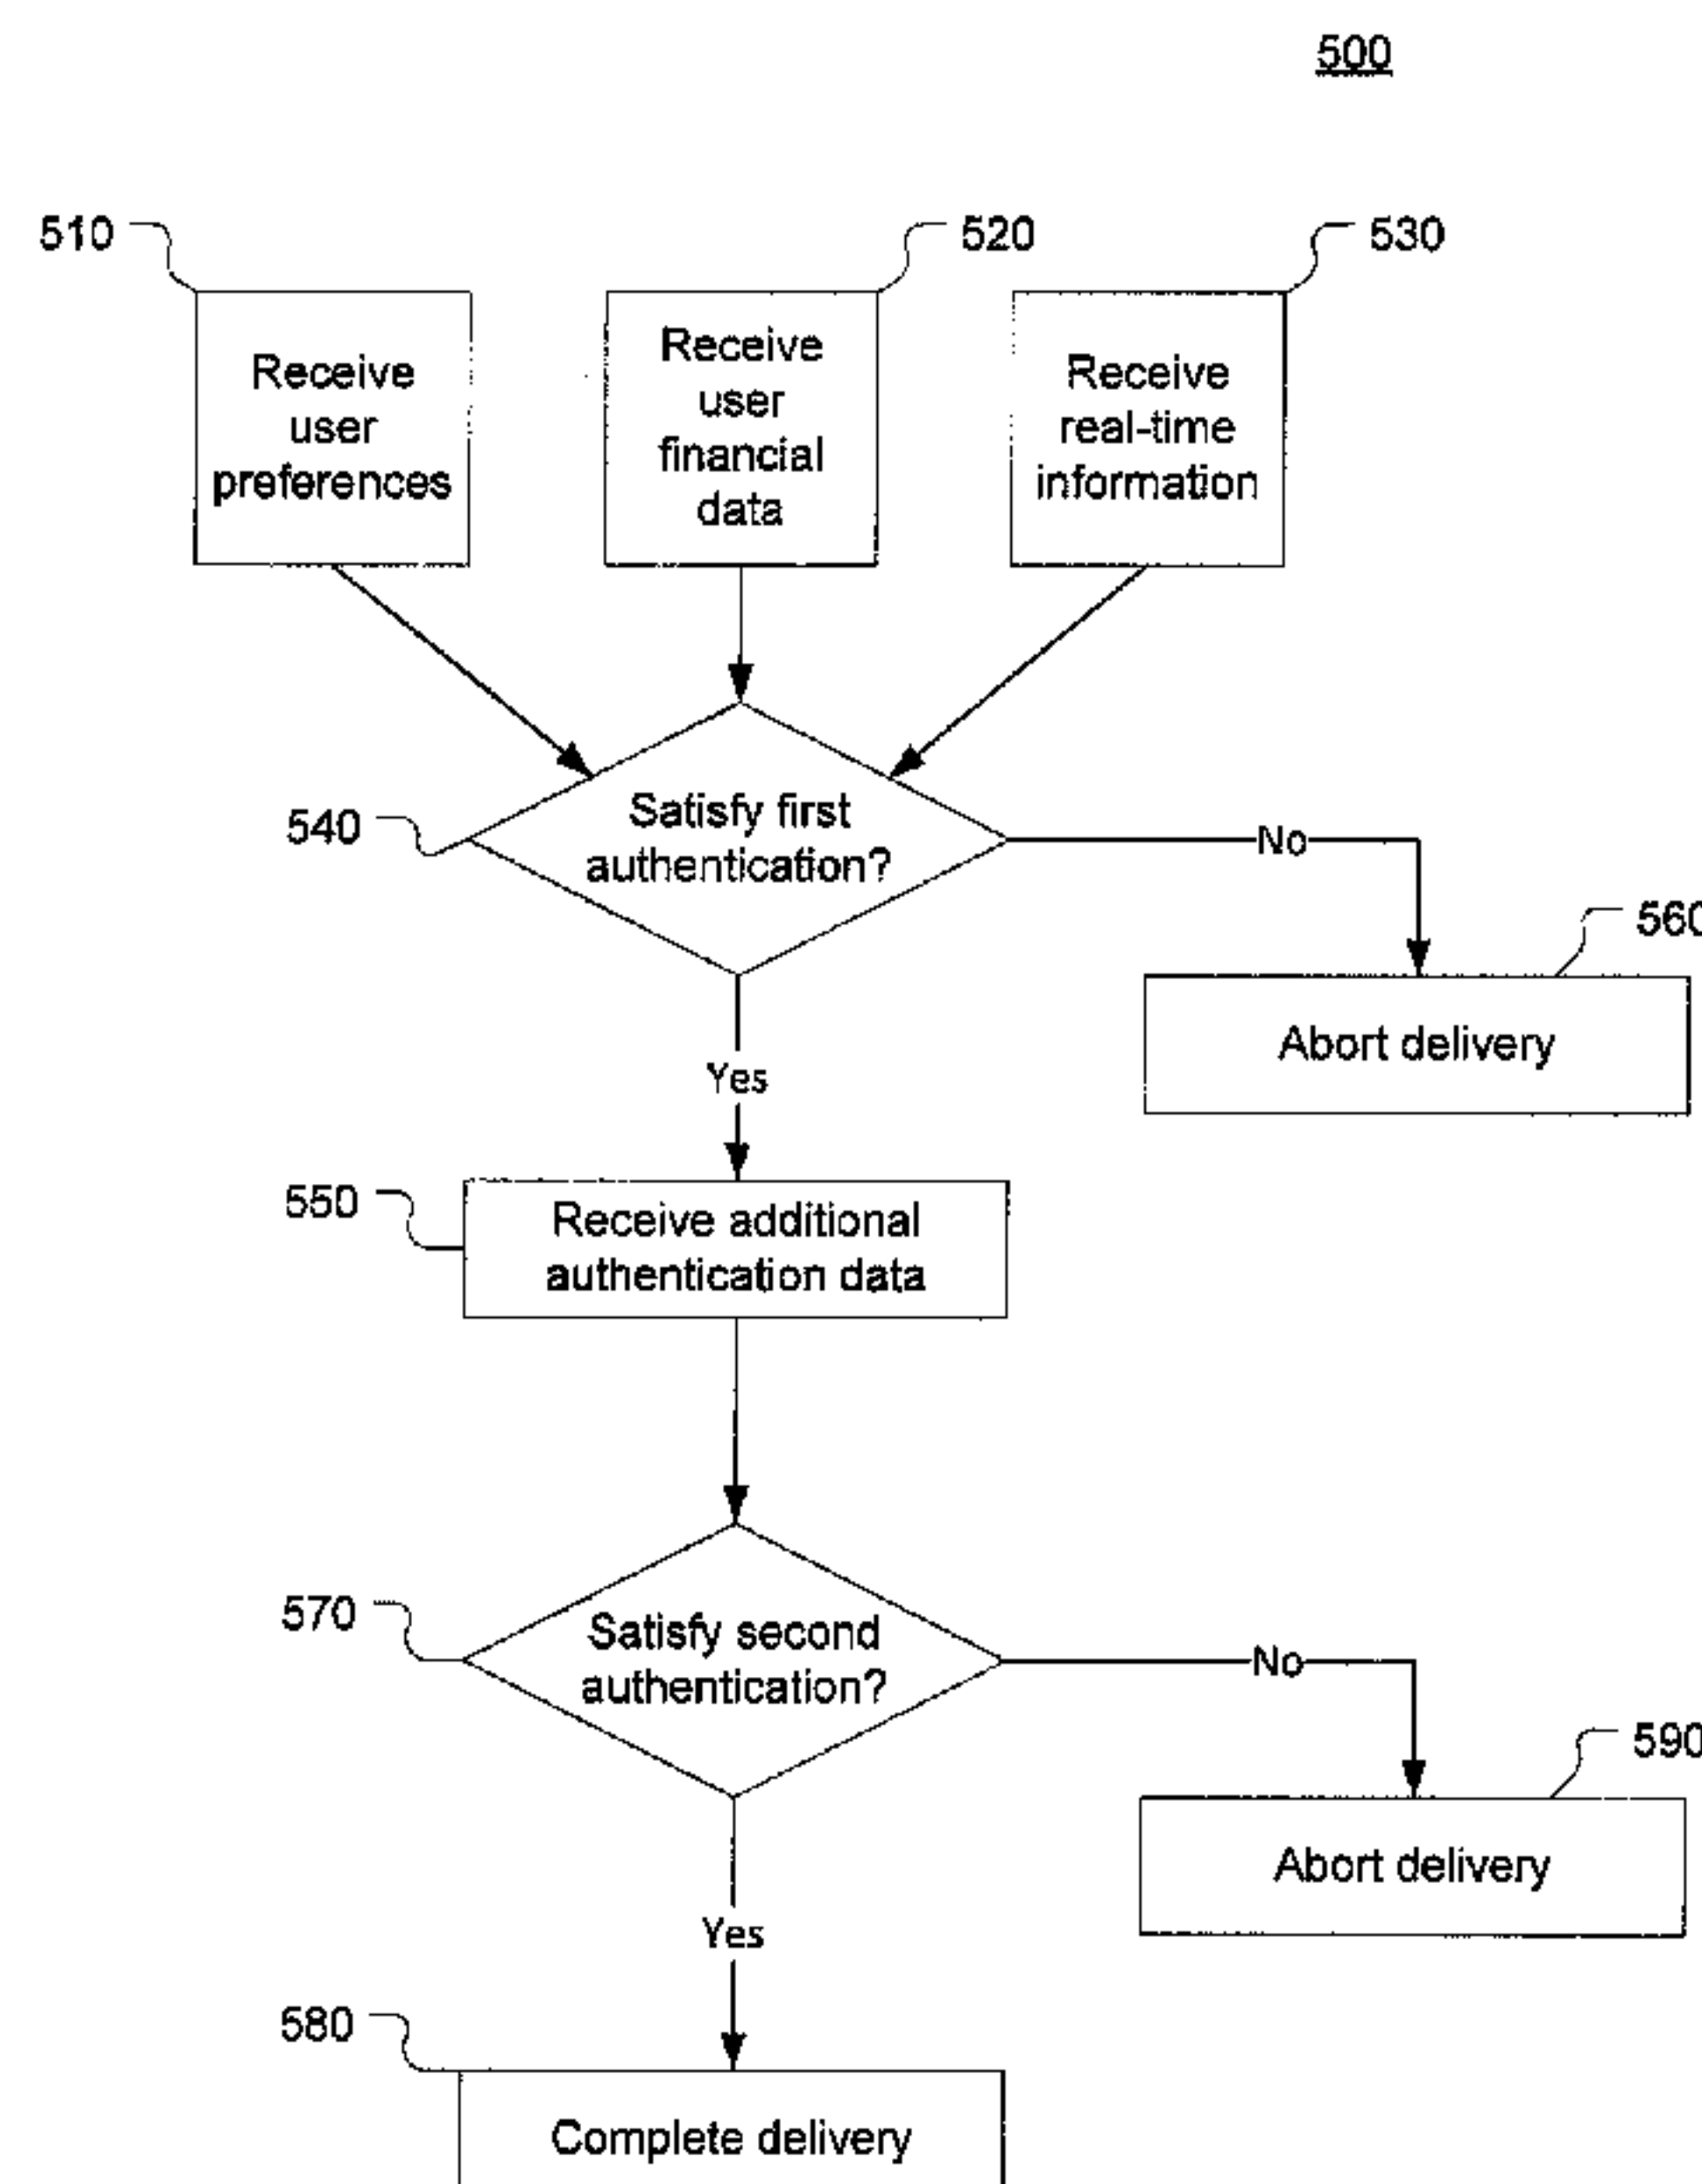 500
510
520
530
Receive
user
preferences
Receive
user
financial
data
Receive
real-time
information
540
Satisfy first
authentication?
No
560
Abort delivery
Yes
550
Receive additional
authentication data
570
Satisfy second
authentication?
No
590
Abort delivery
Yes
580
Complete delivery